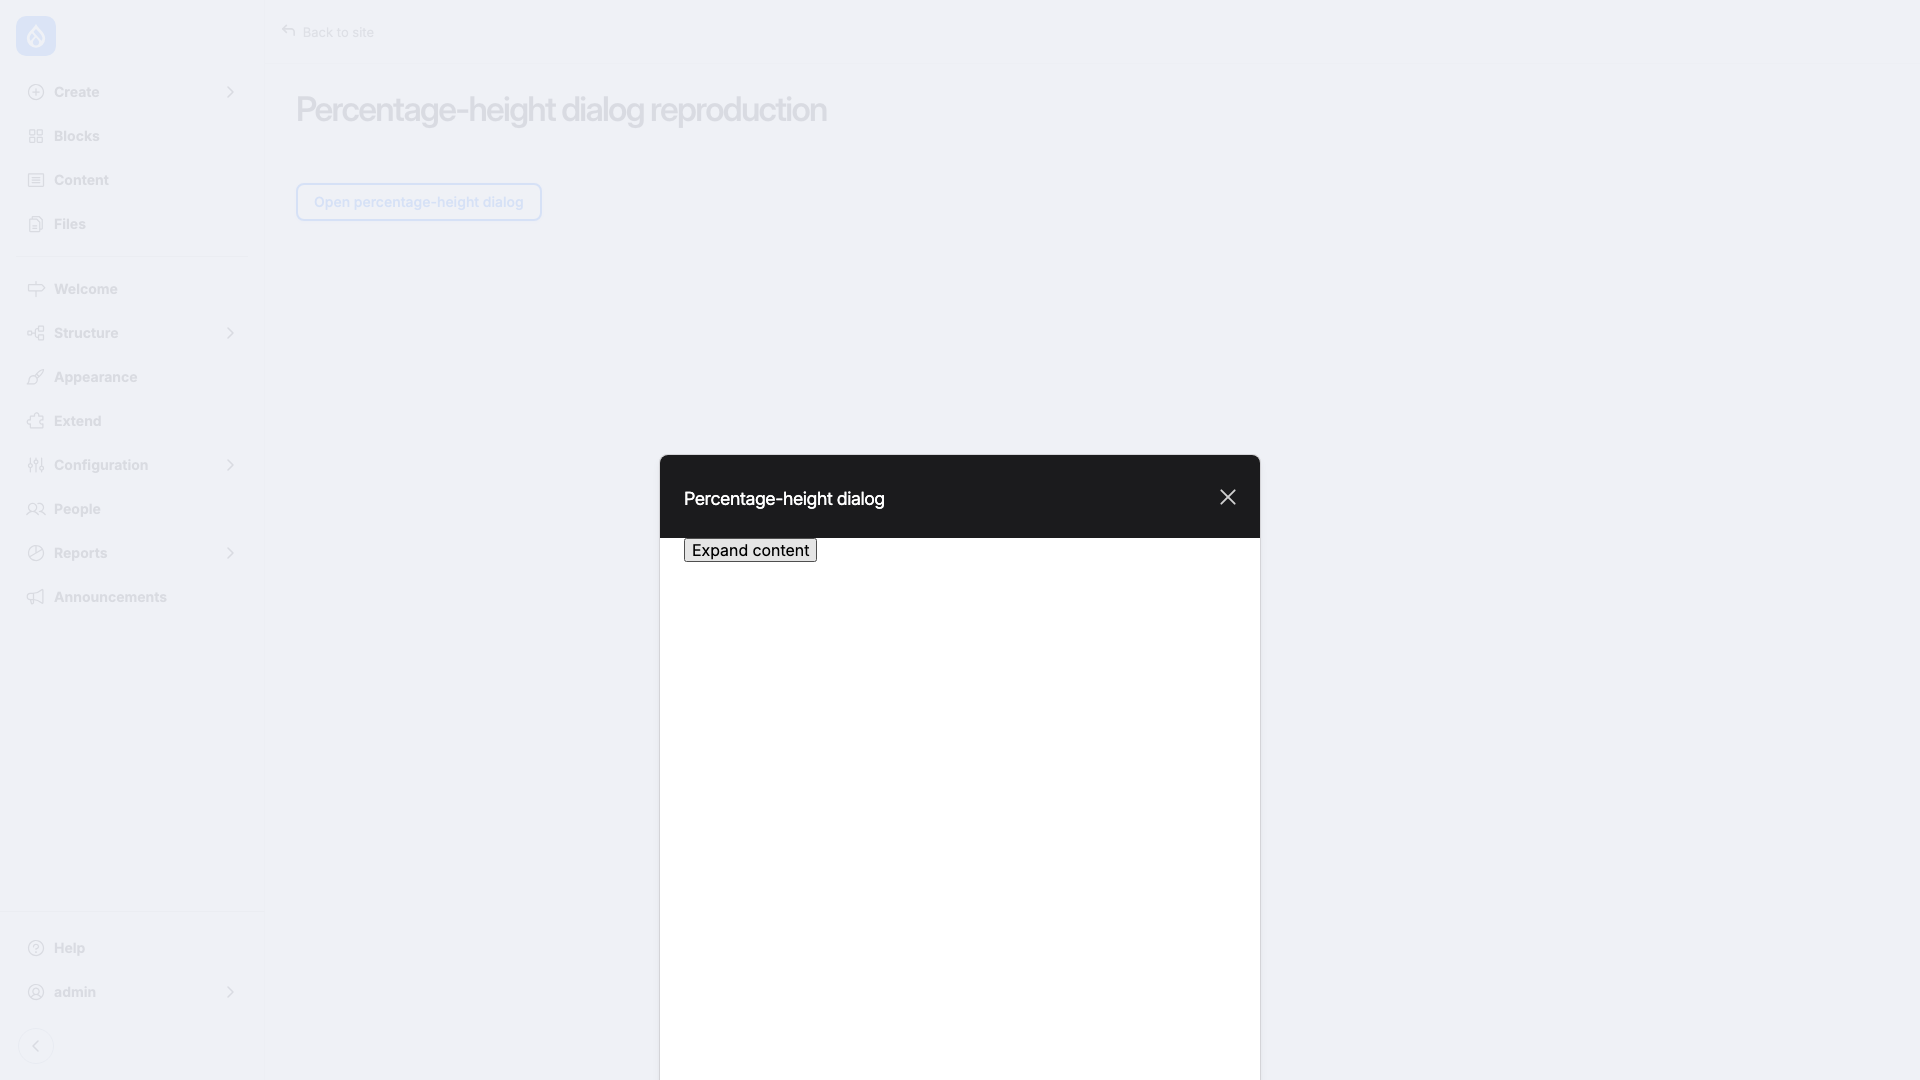 Back to site
Create
Blocks
Content
Files
Welcome
Structure
Appearance
Extend
Configuration
People
Reports
Announcements
Help
admin
Percentage-height dialog reproduction
Open percentage-height dialog
Percentage-height dialog
Expand content